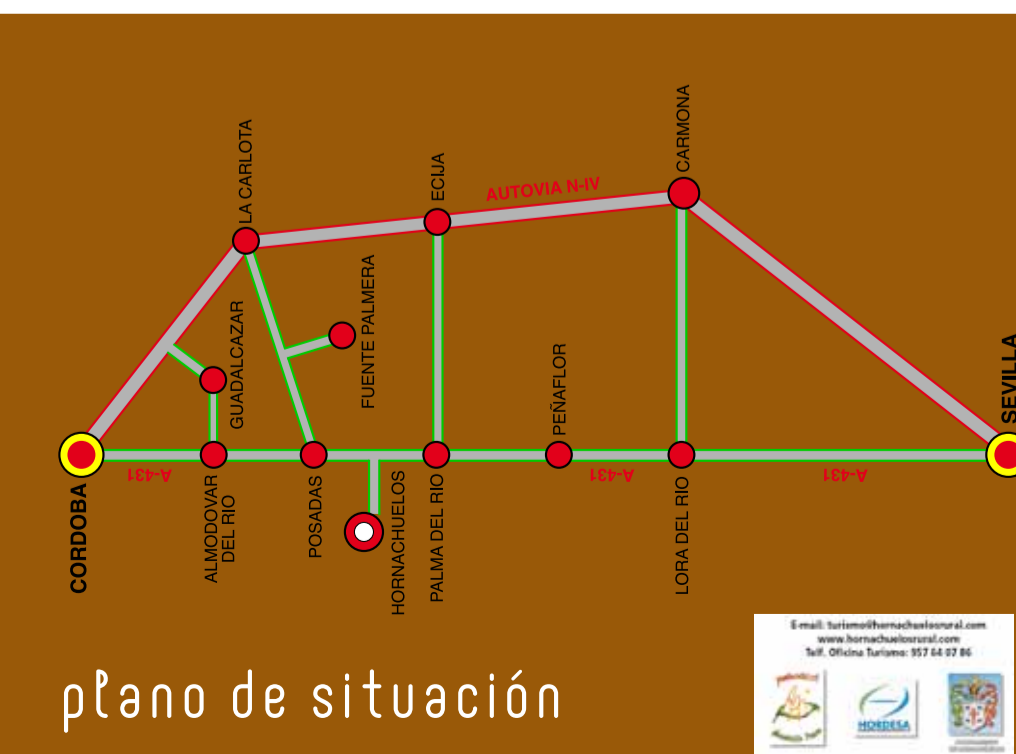 LA CARLOTA
ECIJA
AUTOVIA N-IV
CARMONA
GUADALCAZAR
FUENTE PALMERA
PEÑAFLOR
SEVILLA
CORDOBA
A-431
ALMODOVAR
DEL RIO
POSADAS
HORNACHUELOS
PALMA DEL RIO
A-431
LORA DEL RIO
A-431
plano de situación
E-mail: turismo@hornachuelosrural.com
www.hornachuelosrural.com
Telf. Oficina Turismo: 957 64 07 86
HORDESA